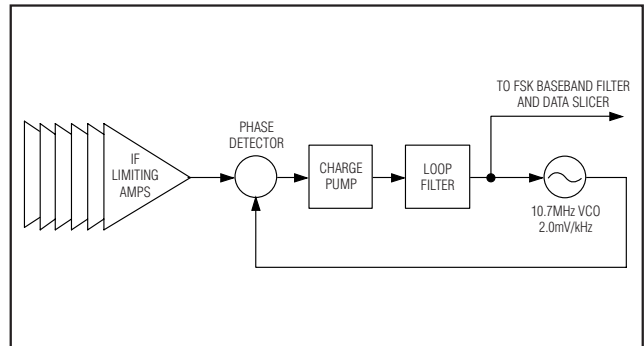 TO FSK BASEBAND FILTER
AND DATA SLICER
PHASE
DETECTOR
IF
LIMITING
AMPS
CHARGE
PUMP
LOOP
FILTER
10.7MHz VCO
2.0mV/kHz